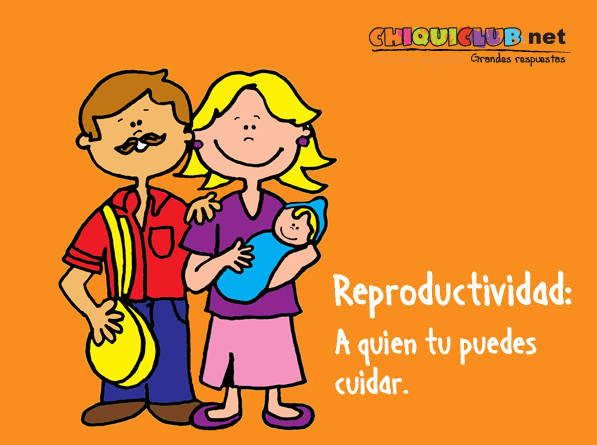 CHIQUICLUB net
Grandes respuestas
Reproductividad:
A quien tu puedes
cuidar.